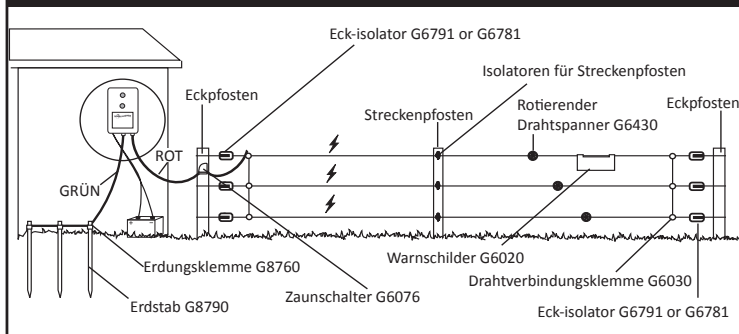 Eck-isolator G6791 or G6781
Isolatoren für Streckenpfosten
Eckpfosten
Rotierender
Drahtspanner G6430
Streckenpfosten
Eckpfosten
ROT
GRÜN
Erdungsklemme G8760
Warnschilder G6020
Drahtverbindungsklemme G6030
Erdstab G8790
Zaunschalter G6076
Eck-isolator G6791 or G6781